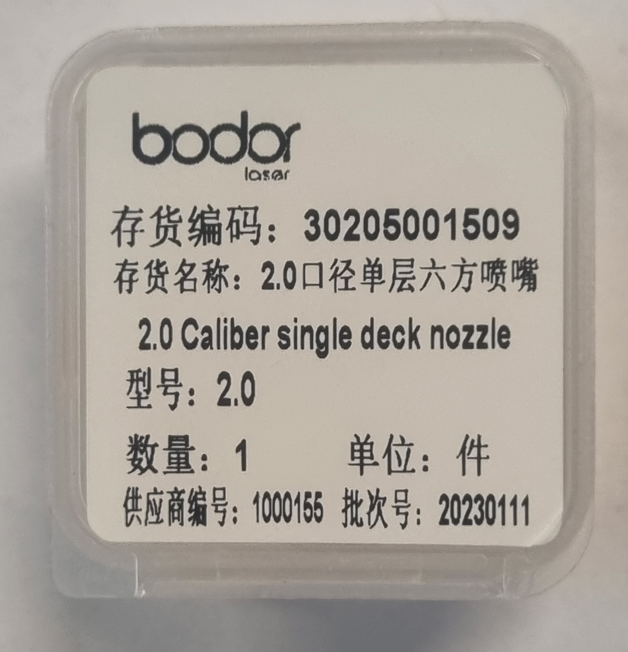 bodor
laser
存货编码：30205001509
存货名称：2.0口径单层六方喷嘴
2.0 Caliber single deck nozzle
型号：2.0
数量：1 单位：件
供应商编号：1000155 批次号：20230111